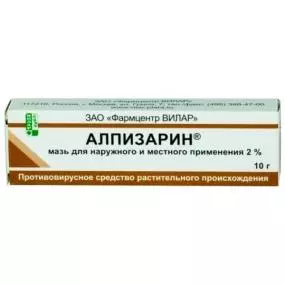 ЗАО «Фармцентр ВИЛАР»
АЛПИЗАРИН®
мазь для наружного и местного применения 2 %
10 г
Противовирусное средство растительного происхождения